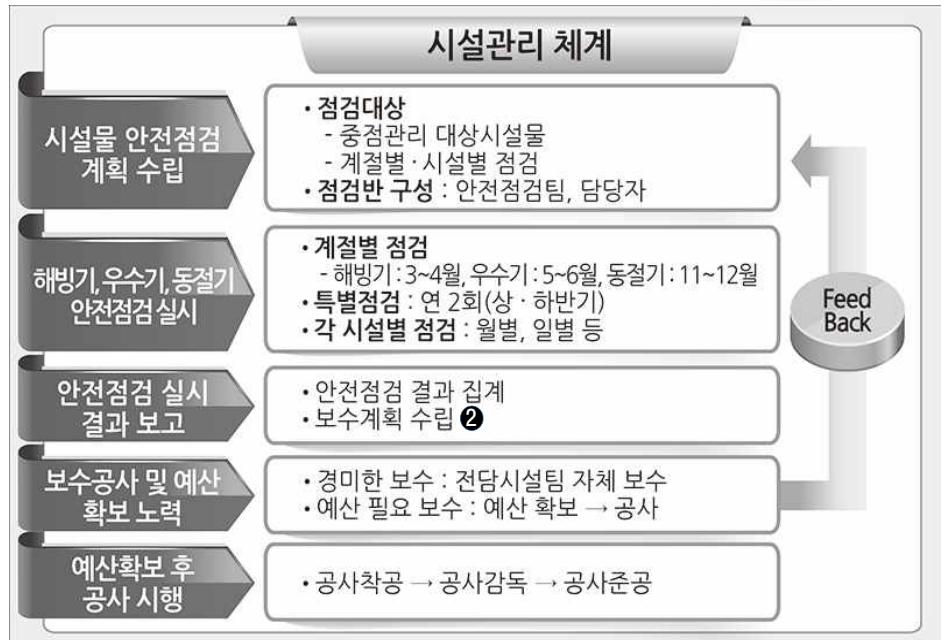 시설관리 체계
시설물 안전점검
계획 수립
• 점검대상
- 중점관리 대상시설물
- 계절별 · 시설별 점검
• 점검반 구성 : 안전점검팀, 담당자
해빙기, 우수기, 동절기
안전점검 실시
• 계절별 점검
- 해빙기 : 3~4월, 우수기 : 5~6월, 동절기 : 11~12월
• 특별점검 : 연 2회(상 · 하반기)
• 각 시설별 점검 : 월별, 일별 등
Feed
Back
안전점검 실시
결과 보고
• 안전점검 결과 집계
• 보수계획 수립 ❷
보수공사 및 예산
확보 노력
• 경미한 보수 : 전담시설팀 자체 보수
• 예산 필요 보수 : 예산 확보 → 공사
예산확보 후
공사 시행
• 공사착공 → 공사감독 → 공사준공